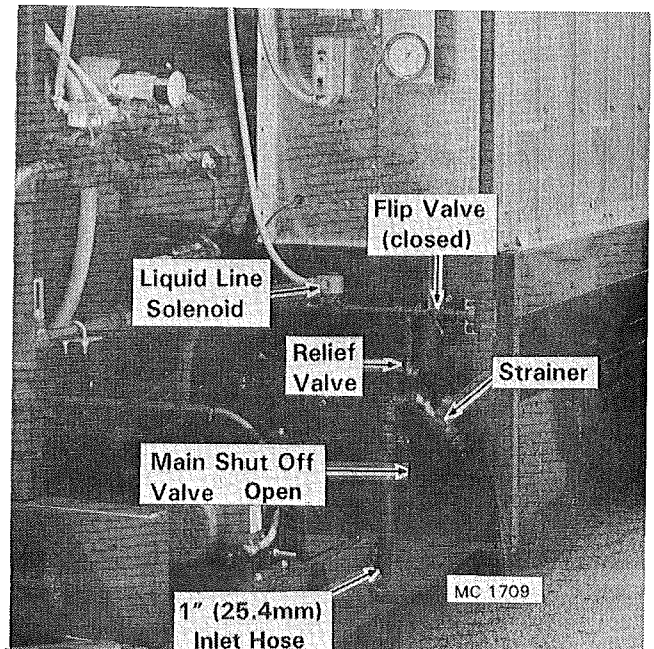 Flip Valve
(closed)
Liquid Line
Solenoid
Relief
Valve
Strainer
Main Shut Off
Valve Open
MC 1709
1" (25.4mm)
Inlet Hose